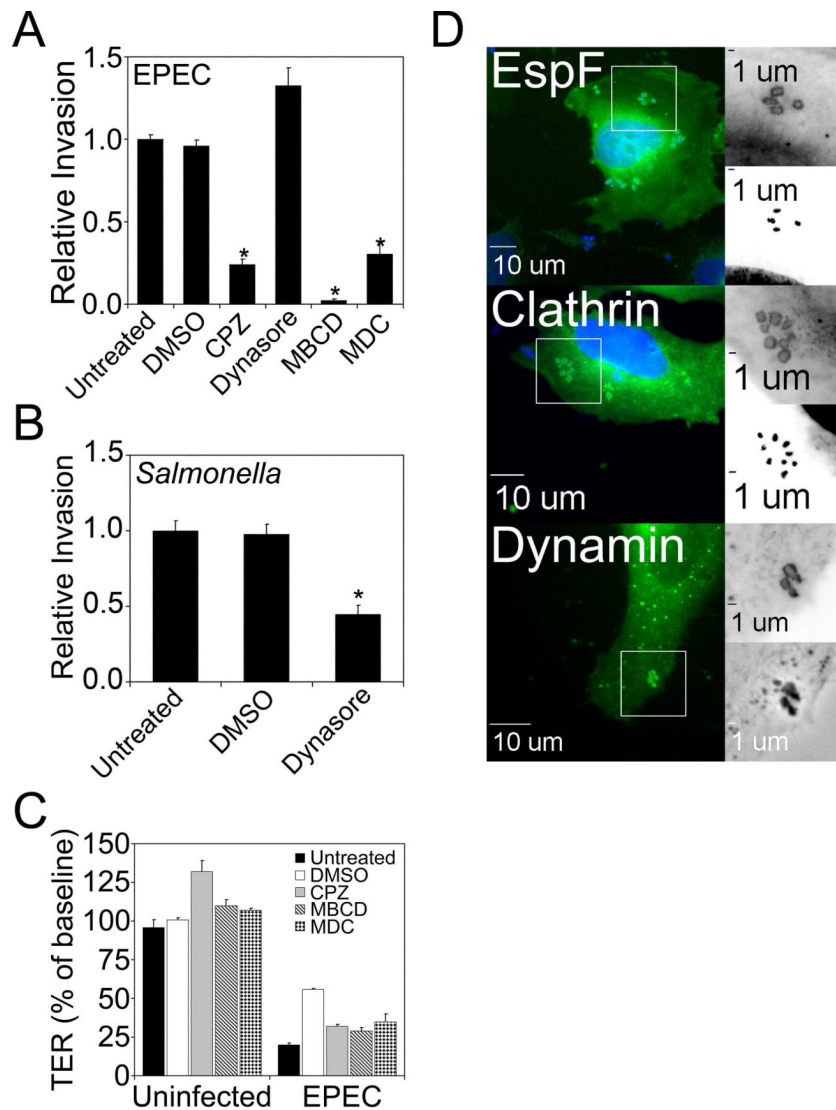 A
EPEC
Relative Invasion
1.5
1.0
0.5
0.0
*
*
*
Untreated
DMSO
CPZ
Dynasore
MBCD
MDC
B
Salmonella
Relative Invasion
1.5
1.0
0.5
0.0
*
Untreated
DMSO
Dynasore
C
TER (% of baseline)
150
125
100
75
50
25
0
Untreated
DMSO
CPZ
MBCD
MDC
Uninfected
EPEC
D
EspF
10 um
1 um
1 um
Clathrin
10 um
1 um
1 um
Dynamin
10 um
1 um
1 um